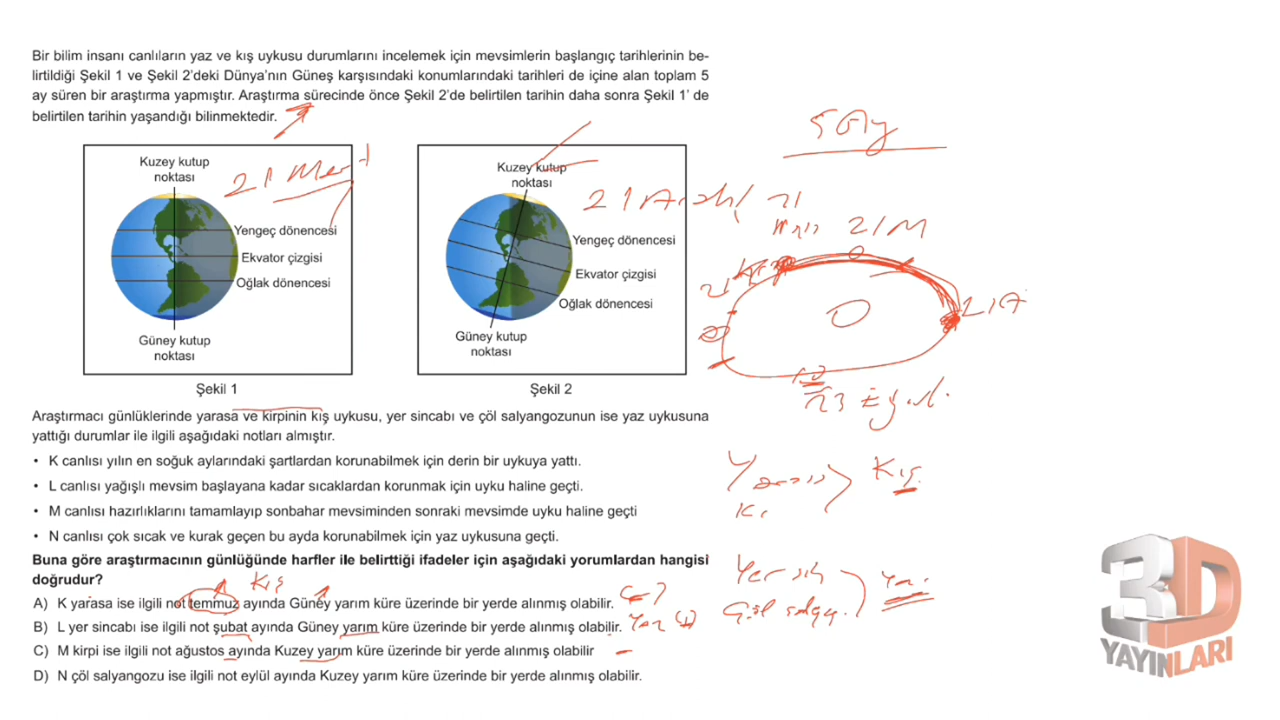 Bir bilim insanı canlıların yaz ve kış uykusu durumlarını incelemek için mevsimlerin başlangıç tarihlerinin be-
lirtildiği Şekil 1 ve Şekil 2'deki Dünya'nın Güneş karşısındaki konumlarındaki tarihleri de içine alan toplam 5
ay süren bir araştırma yapmıştır. Araştırma sürecinde önce Şekil 2'de belirtilen tarihin daha sonra Şekil 1' de
belirtilen tarihin yaşandığı bilinmektedir.
5 Ay
Kuzey kutup
noktası
21 Mart
Yengeç dönencesi
Ekvator çizgisi
Oğlak dönencesi
Güney kutup
noktası
Şekil 1
Kuzey kutup
noktası
21 Aralık
Yengeç dönencesi
Ekvator çizgisi
Oğlak dönencesi
Güney kutup
noktası
Şekil 2
21 M
21 A
23 Eylül
Araştırmacı günlüklerinde yarasa ve kirpinin kış uykusu, yer sincabı ve çöl salyangozunun ise yaz uykusuna
yattığı durumlar ile ilgili aşağıdaki notları almıştır.
• K canlısı yılın en soğuk aylarındaki şartlardan korunabilmek için derin bir uykuya yattı.
• L canlısı yağışlı mevsim başlayana kadar sıcaklardan korunmak için uyku haline geçti.
• M canlısı hazırlıklarını tamamlayıp sonbahar mevsiminden sonraki mevsimde uyku haline geçti
• N canlısı çok sıcak ve kurak geçen bu ayda korunabilmek için yaz uykusuna geçti.
Yarasa
Kış
Buna göre araştırmacının günlüğünde harfler ile belirttiği ifadeler için aşağıdaki yorumlardan hangisi
doğrudur?
Kış
A) K yarasa ise ilgili not temmuz ayında Güney yarım küre üzerinde bir yerde alınmış olabilir.
B) L yer sincabı ise ilgili not şubat ayında Güney yarım küre üzerinde bir yerde alınmış olabilir.
Yaz
C) M kirpi ise ilgili not ağustos ayında Kuzey yarım küre üzerinde bir yerde alınmış olabilir
D) N çöl salyangozu ise ilgili not eylül ayında Kuzey yarım küre üzerinde bir yerde alınmış olabilir.
Yaz
3D
YAYINLARI